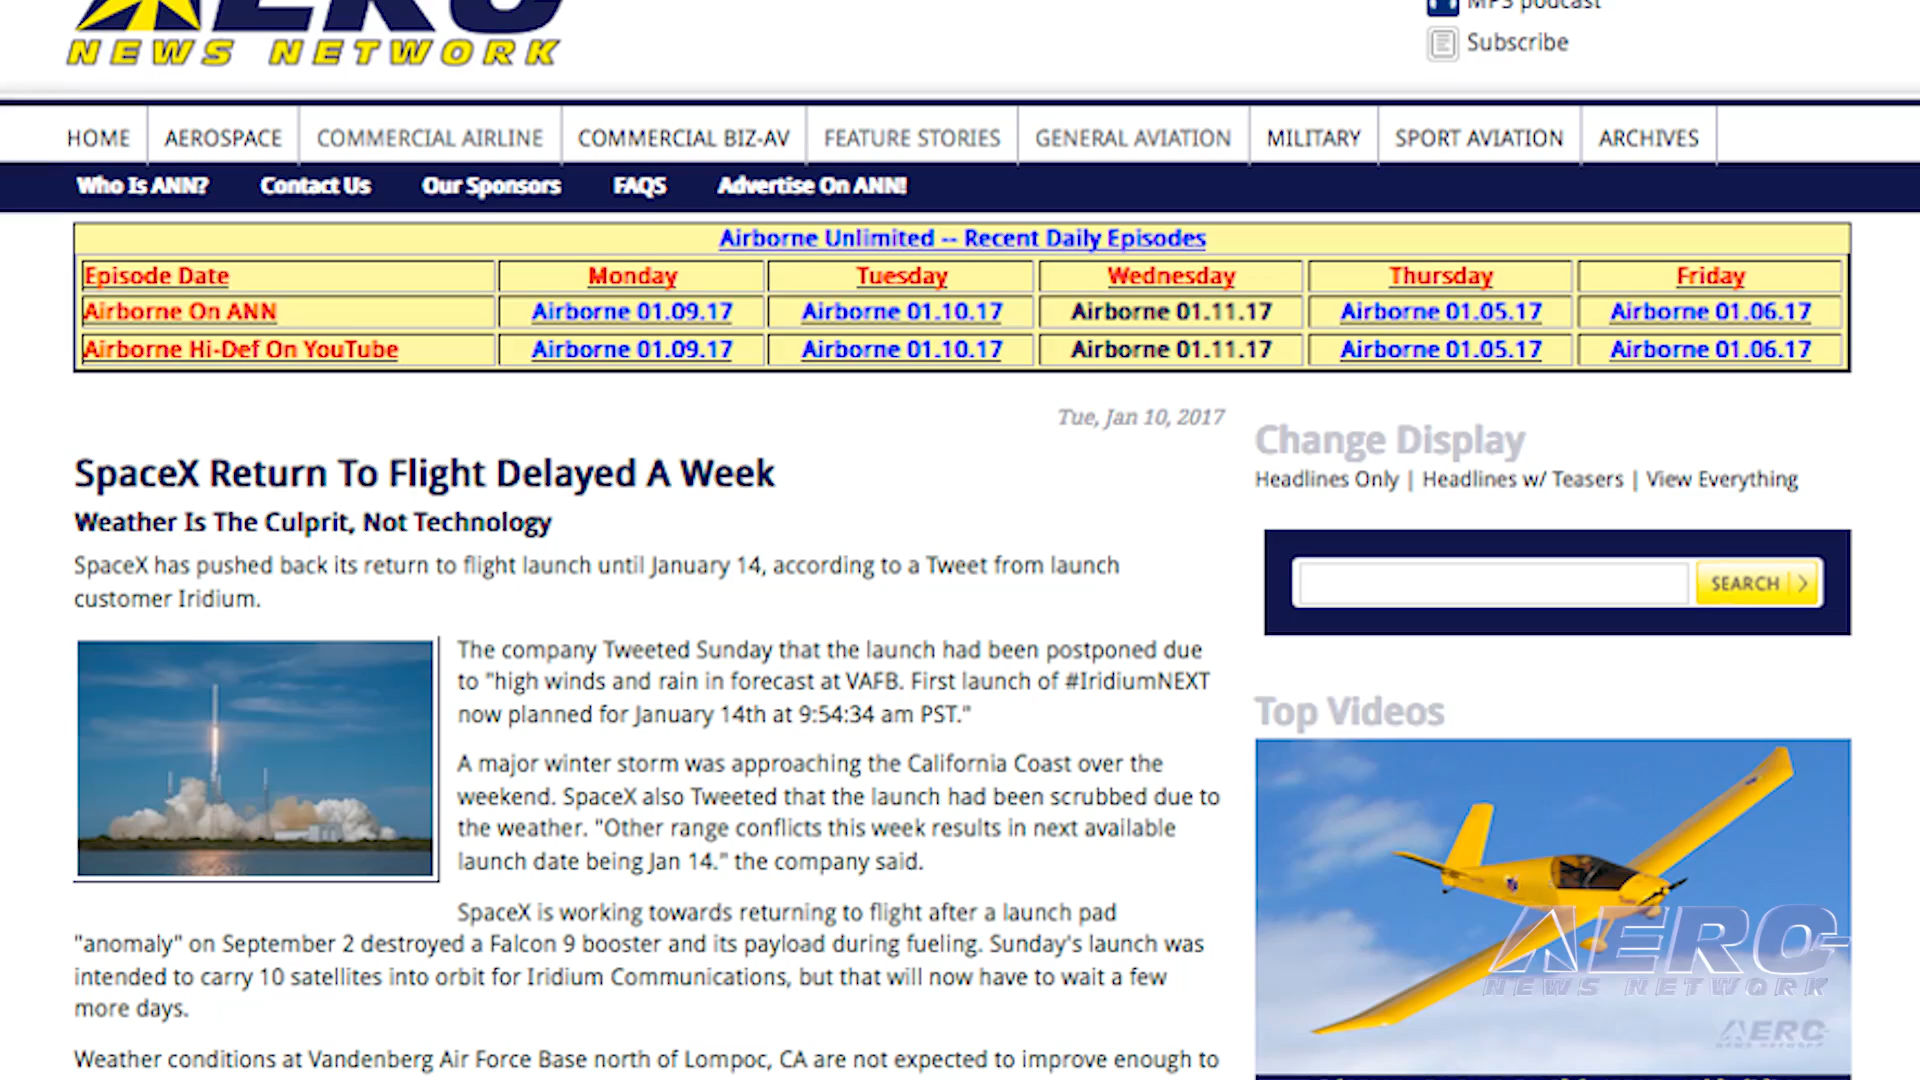 AERO
NEWS NETWORK
MP3 podcast
Subscribe
HOME AEROSPACE COMMERCIAL AIRLINE COMMERCIAL BIZ-AV FEATURE STORIES GENERAL AVIATION MILITARY SPORT AVIATION ARCHIVES
Who Is ANN? Contact Us Our Sponsors FAQS Advertise On ANN!
Airborne Unlimited -- Recent Daily Episodes
Episode Date Monday Tuesday Wednesday Thursday Friday
Airborne On ANN Airborne 01.09.17 Airborne 01.10.17 Airborne 01.11.17 Airborne 01.05.17 Airborne 01.06.17
Airborne Hi-Def On YouTube Airborne 01.09.17 Airborne 01.10.17 Airborne 01.11.17 Airborne 01.05.17 Airborne 01.06.17
Tue, Jan 10, 2017
SpaceX Return To Flight Delayed A Week
Weather Is The Culprit, Not Technology
SpaceX has pushed back its return to flight launch until January 14, according to a Tweet from launch
customer Iridium.
The company Tweeted Sunday that the launch had been postponed due
to "high winds and rain in forecast at VAFB. First launch of #IridiumNEXT
now planned for January 14th at 9:54:34 am PST."
A major winter storm was approaching the California Coast over the
weekend. SpaceX also Tweeted that the launch had been scrubbed due to
the weather. "Other range conflicts this week results in next available
launch date being Jan 14." the company said.
SpaceX is working towards returning to flight after a launch pad
"anomaly" on September 2 destroyed a Falcon 9 booster and its payload during fueling. Sunday's launch was
intended to carry 10 satellites into orbit for Iridium Communications, but that will now have to wait a few
more days.
Weather conditions at Vandenberg Air Force Base north of Lompoc, CA are not expected to improve enough to
Change Display
Headlines Only | Headlines w/ Teasers | View Everything
SEARCH
Top Videos
AERO
NEWS NETWORK
AERO
NEWS NETWORK